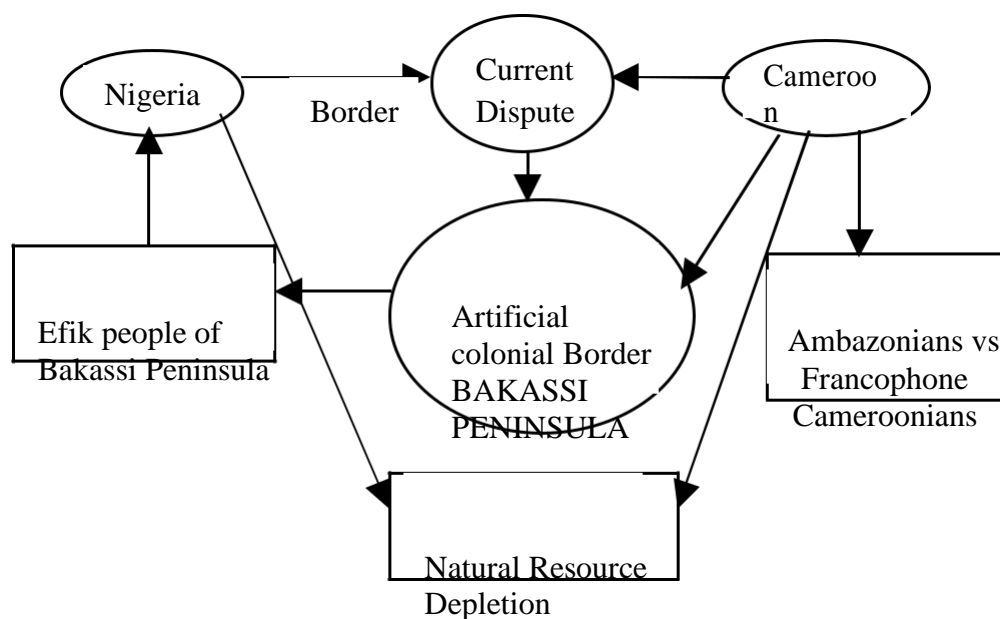 Nigeria
Border
Current
Dispute
Cameroo
n
Efik people of
Bakassi Peninsula
Artificial
colonial Border
BAKASSI
PENINSULA
Ambazonians vs
Francophone
Cameroonians
Natural Resource
Depletion